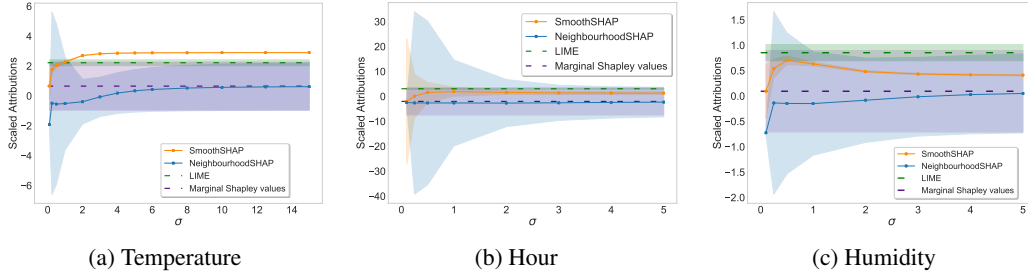 Scaled Attributions
6
4
2
0
−2
−4
−6
0
2
4
6
8
10
12
14
σ
SmoothSHAP
NeighbourhoodSHAP
LIME
Marginal Shapley values
(a) Temperature
Scaled Attributions
30
20
10
0
−10
−20
−30
−40
0
1
2
3
4
5
σ
SmoothSHAP
NeighbourhoodSHAP
LIME
Marginal Shapley values
(b) Hour
Scaled Attributions
1.5
1.0
0.5
0.0
−0.5
−1.0
−1.5
−2.0
0
1
2
3
4
5
σ
SmoothSHAP
NeighbourhoodSHAP
LIME
Marginal Shapley values
(c) Humidity